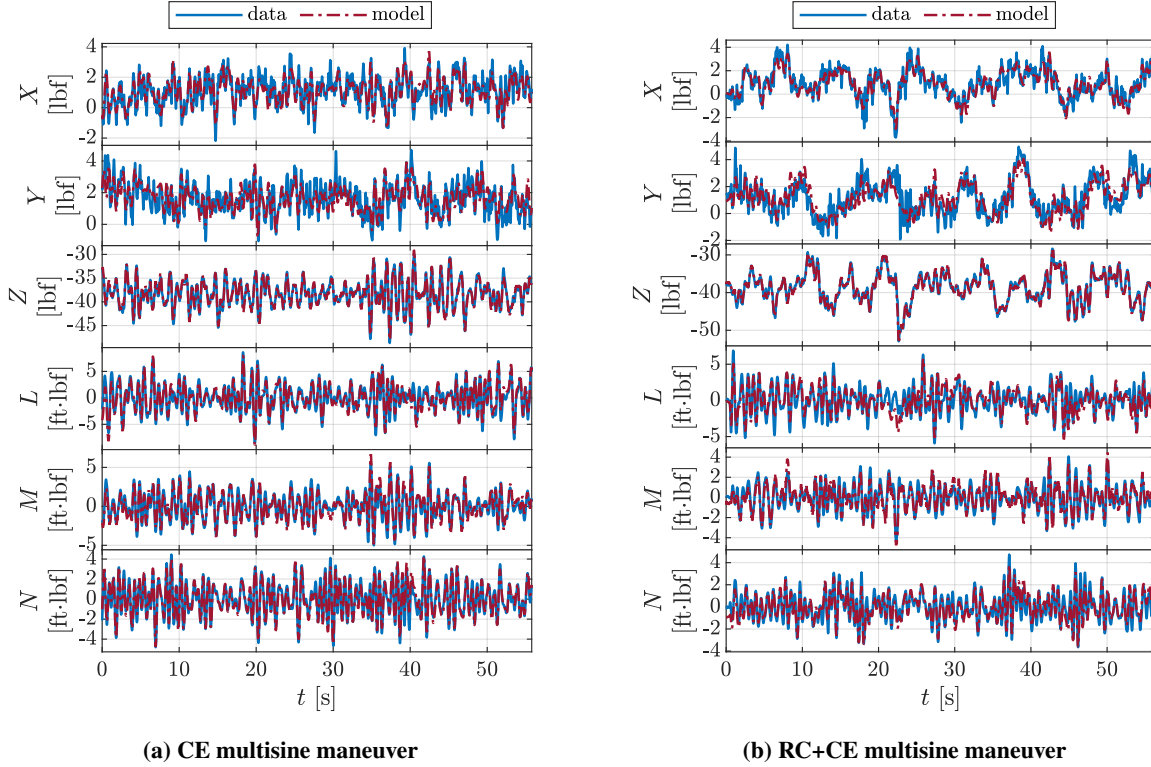 data model
X
[lbf]
4
2
0
-2
Y
[lbf]
4
2
0
Z
[lbf]
-30
-35
-40
-45
L
[ft·lbf]
5
0
-5
M
[ft·lbf]
5
0
-5
N
[ft·lbf]
4
2
0
-2
-4
0 10 20 30 40 50
t [s]
(a) CE multisine maneuver
data model
X
[lbf]
4
2
0
-2
-4
Y
[lbf]
4
2
0
-2
Z
[lbf]
-30
-40
-50
L
[ft·lbf]
5
0
-5
M
[ft·lbf]
4
2
0
-2
-4
N
[ft·lbf]
4
2
0
-2
-4
0 10 20 30 40 50
t [s]
(b) RC+CE multisine maneuver